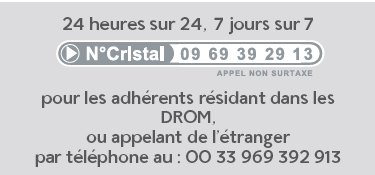 24 heures sur 24, 7 jours sur 7
N°Cristal 09 69 39 29 13
APPEL NON SURTAXE
pour les adhérents résidant dans les
DROM,
ou appelant de l'étranger
par téléphone au : 00 33 969 392 913